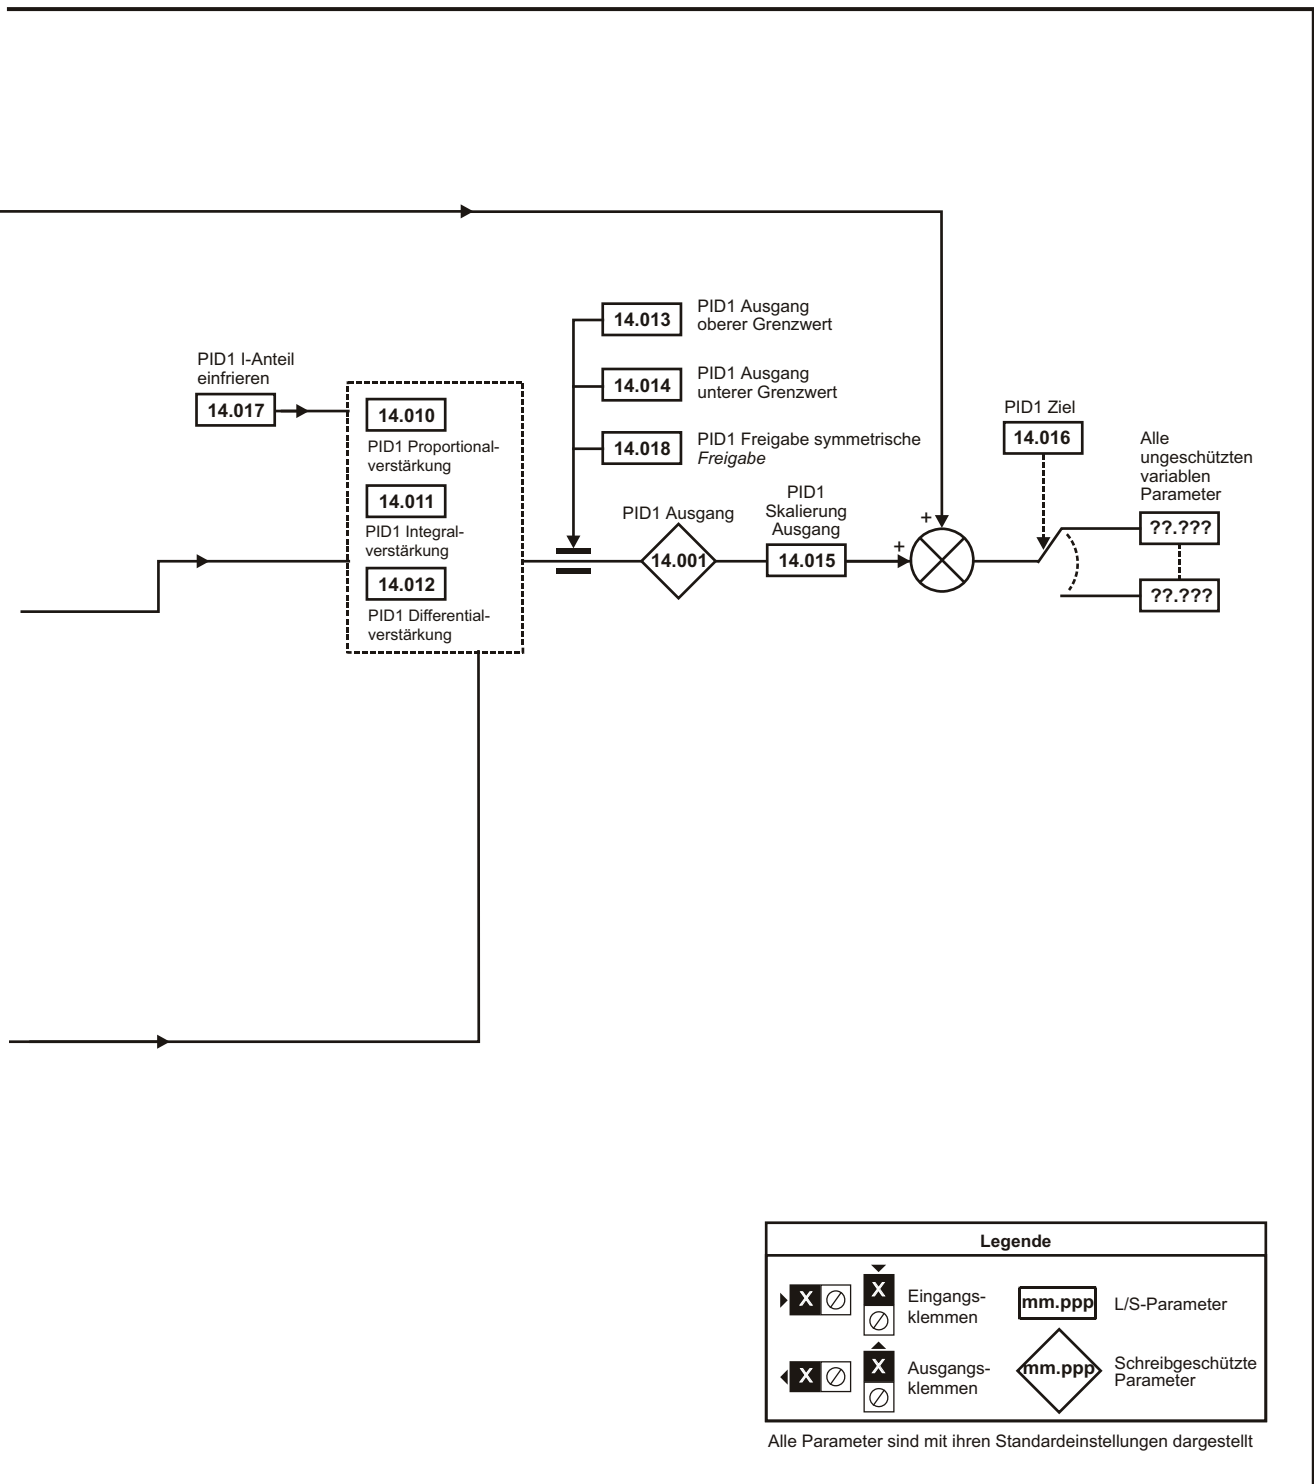 PID1 Ausgang
oberer Grenzwert
14.013
PID1 I-Anteil
einfrieren
14.017
PID1 Ausgang
unterer Grenzwert
14.014
14.010
PID1 Proportional-
verstärkung
14.011
PID1 Integral-
verstärkung
14.012
PID1 Differential-
verstärkung
14.018
PID1 Freigabe symmetrische
Freigabe
PID1 Ausgang
14.001
PID1
Skalierung
Ausgang
14.015
+
+
PID1 Ziel
14.016
Alle
ungeschützten
variablen
Parameter
??.???
??.???
Legende
X
X
Eingangs-
klemmen
mm.ppp
L/S-Parameter
X
X
Ausgangs-
klemmen
mm.ppp
Schreibgeschützte
Parameter
Alle Parameter sind mit ihren Standardeinstellungen dargestellt